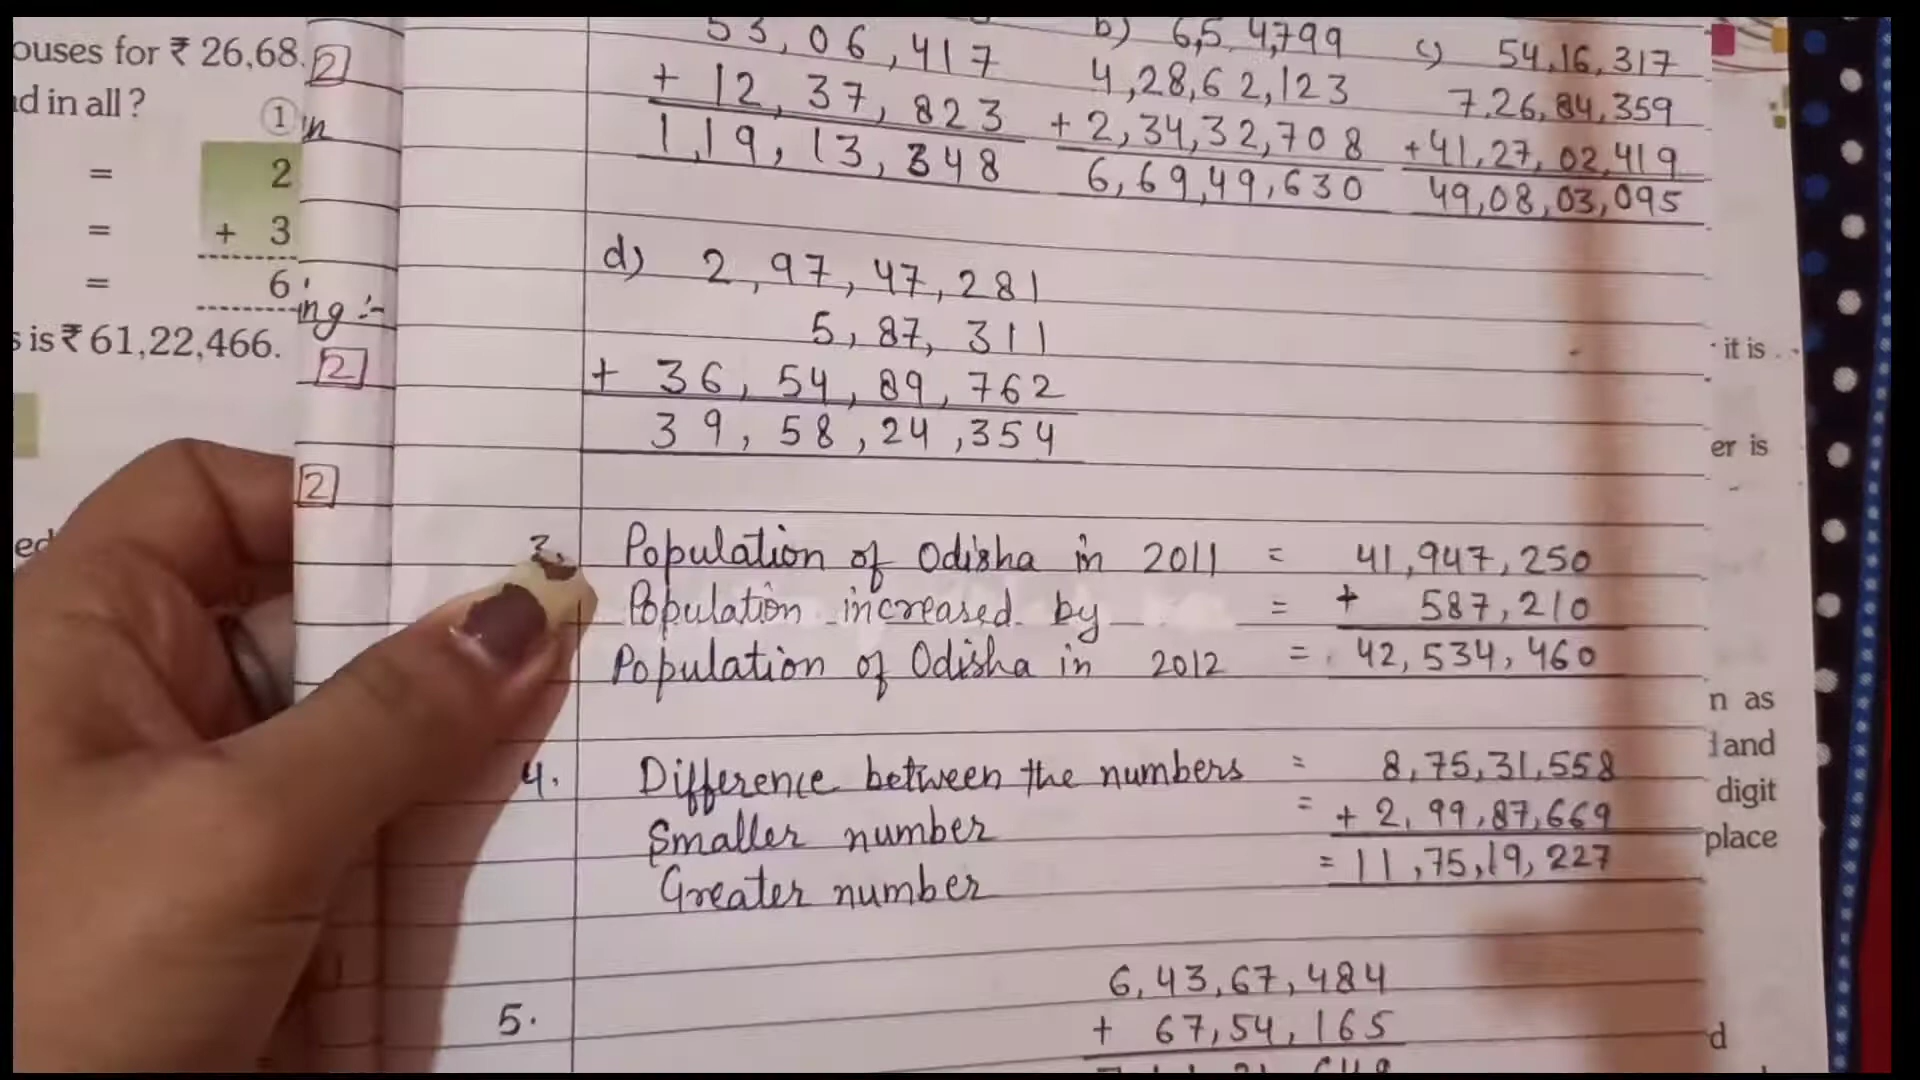 ouses for ₹ 26,68.
d in all ?
1
= 2
= + 3
= 6
s is ₹ 61,22,466.
2
in
ing :-
2
2
53,06,417
+ 12,37,823
1,19,13,348
b) 6,5 4,799
4,28,62,123
+ 2,34,32,708
6,69,49,630
c) 54,16,317
7,26,84,359
+41,27,02,419
49,08,03,095
d) 2,97,47,281
5,87,311
+ 36,54,89,762
39,58,24,354
3. Population of Odisha in 2011 = 41,947,250
Population increased by = + 587,210
Population of Odisha in 2012 = 42,534,460
4. Difference between the numbers = 8,75,31,558
Smaller number = + 2,99,87,669
Greater number = 11,75,19,227
5. 6,43,67,484
+ 67,54,165
it is
er is
n as
and
digit
place
d